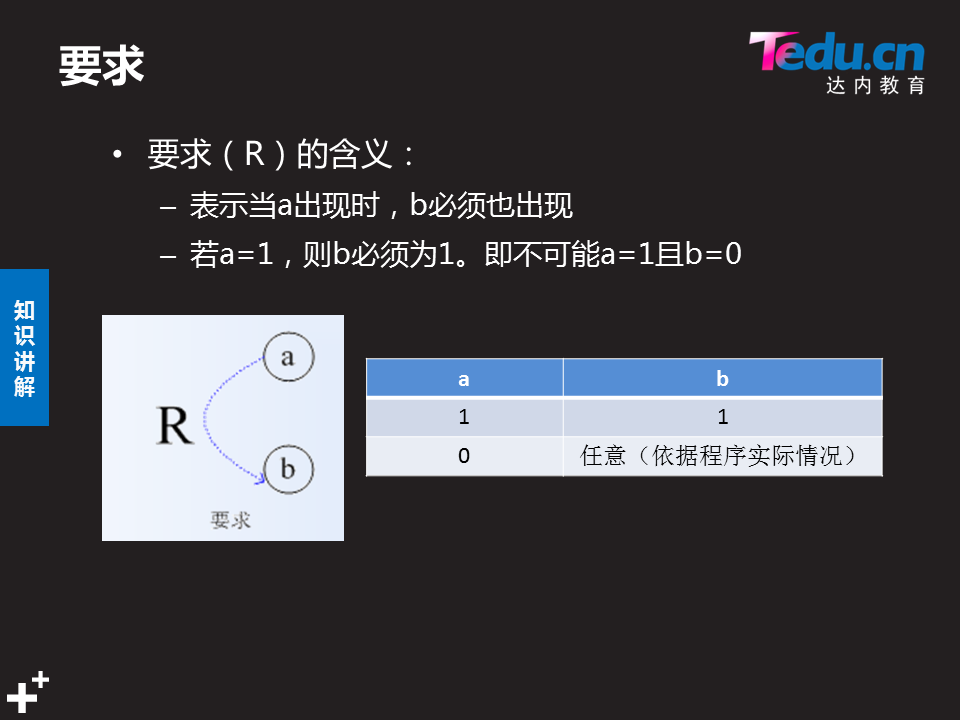 要求
Tedu.cn
达内教育
• 要求（R）的含义：
– 表示当a出现时，b必须也出现
– 若a=1，则b必须为1。即不可能a=1且b=0
知
识
讲
解
R
a
b
要求
a b
1 1
0 任意（依据程序实际情况）